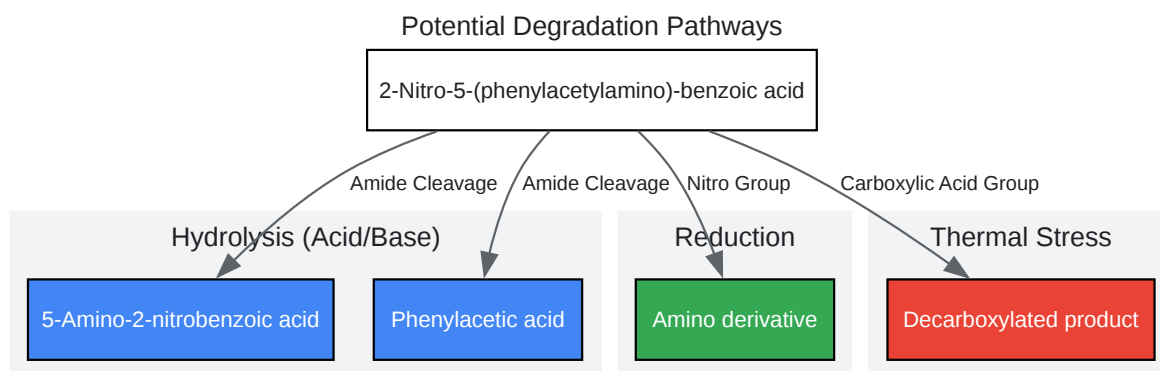 Potential Degradation Pathways
2-Nitro-5-(phenylacetylamino)-benzoic acid
Amide Cleavage
Amide Cleavage
Nitro Group
Carboxylic Acid Group
Hydrolysis (Acid/Base)
Reduction
Thermal Stress
5-Amino-2-nitrobenzoic acid
Phenylacetic acid
Amino derivative
Decarboxylated product